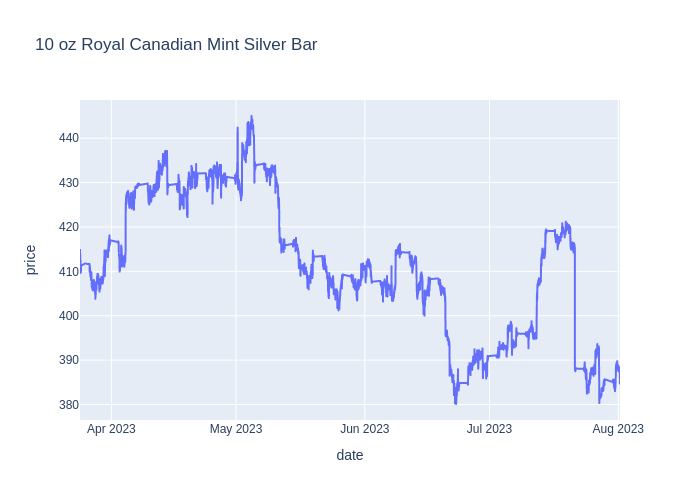 10 oz Royal Canadian Mint Silver Bar
price
440
430
420
410
400
390
380
Apr 2023
May 2023
Jun 2023
Jul 2023
Aug 2023
date